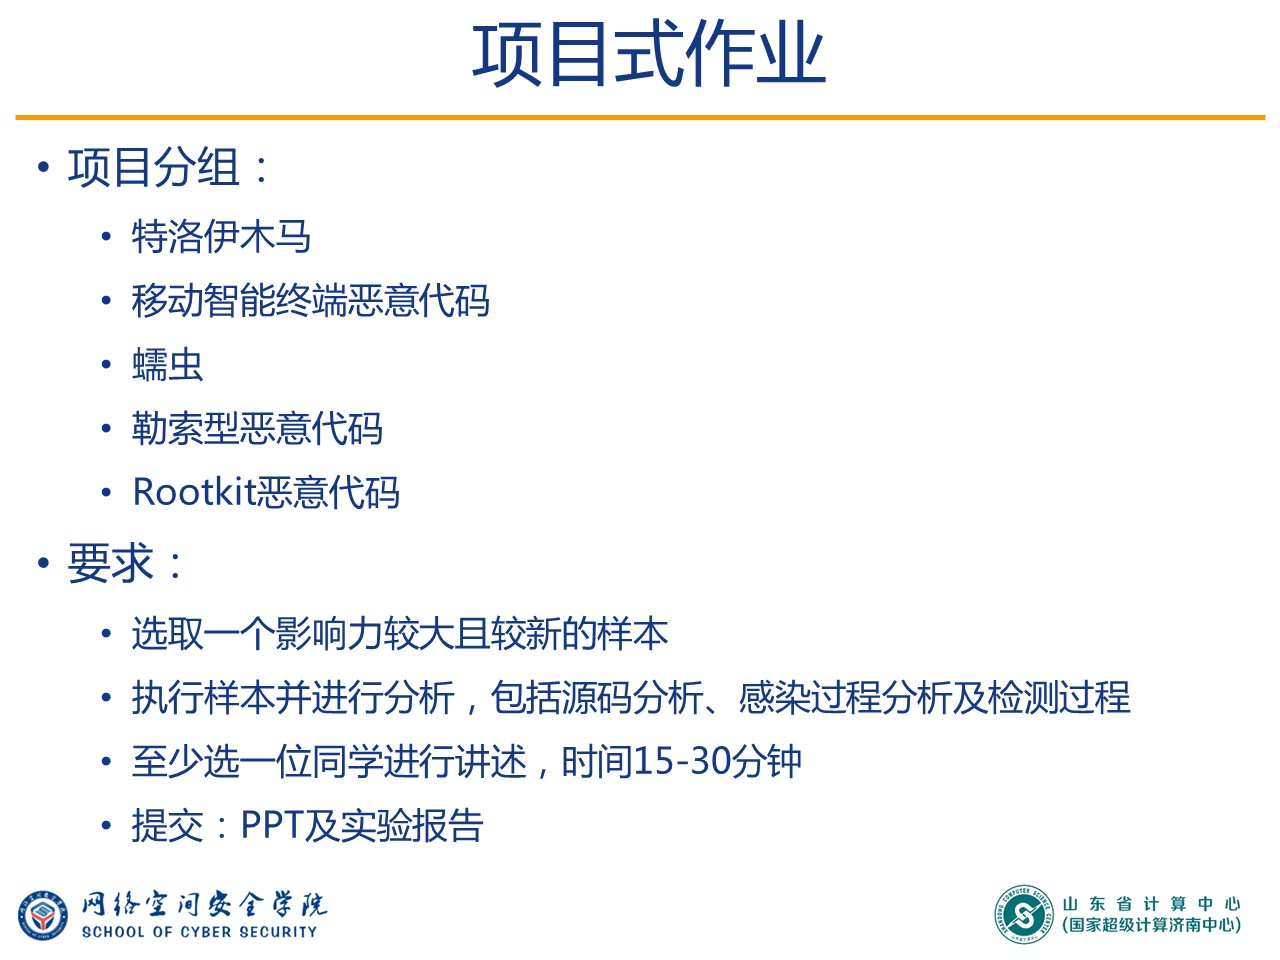 项目式作业
• 项目分组：
• 特洛伊木马
• 移动智能终端恶意代码
• 蠕虫
• 勒索型恶意代码
• Rootkit恶意代码
• 要求：
• 选取一个影响力较大且较新的样本
• 执行样本并进行分析，包括源码分析、感染过程分析及检测过程
• 至少选一位同学进行讲述，时间15-30分钟
• 提交：PPT及实验报告
网络空间安全学院
SCHOOL OF CYBER SECURITY
山东省计算中心
(国家超级计算济南中心)